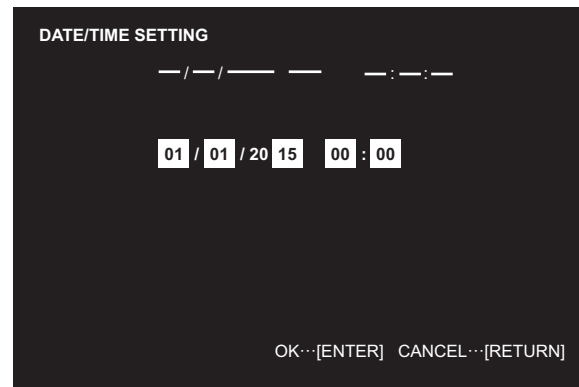 DATE/TIME SETTING
—/—/—— —— —:—:—
01 / 01 / 20 15 00 : 00
OK···[ENTER] CANCEL···[RETURN]